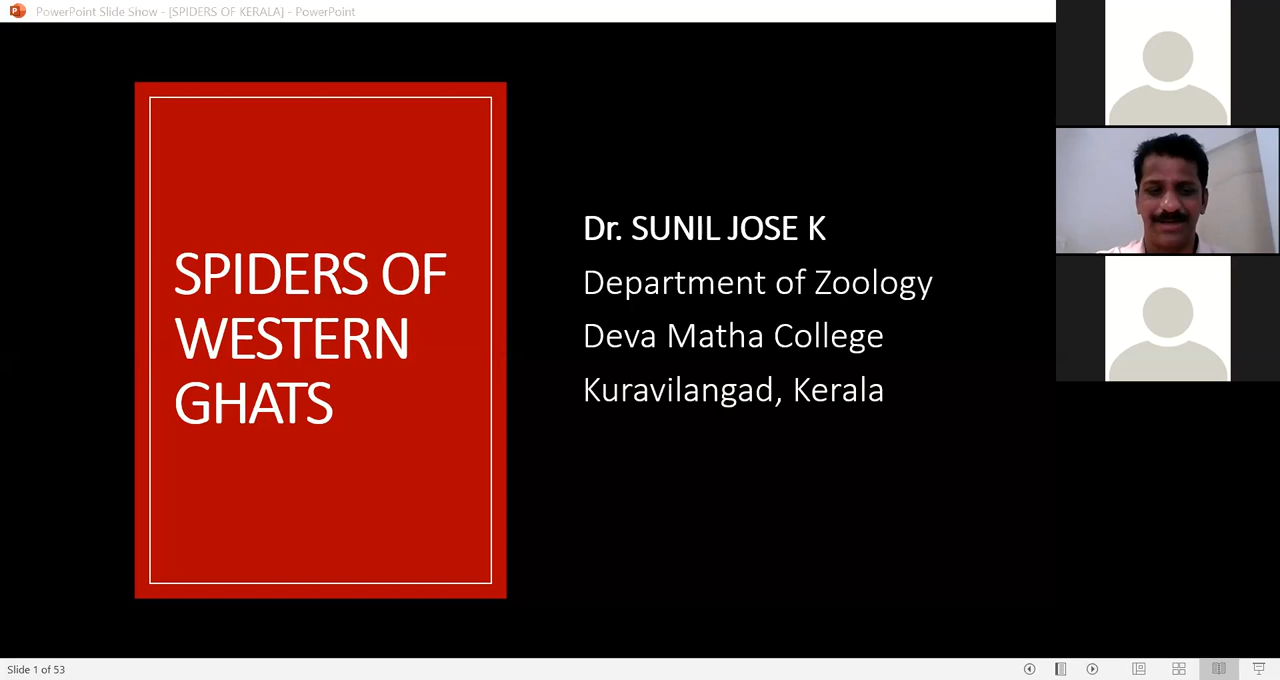 PowerPoint Slide Show - [SPIDERS OF KERALA] - PowerPoint
SPIDERS OF
WESTERN
GHATS
Dr. SUNIL JOSE K
Department of Zoology
Deva Matha College
Kuravilangad, Kerala
Slide 1 of 53